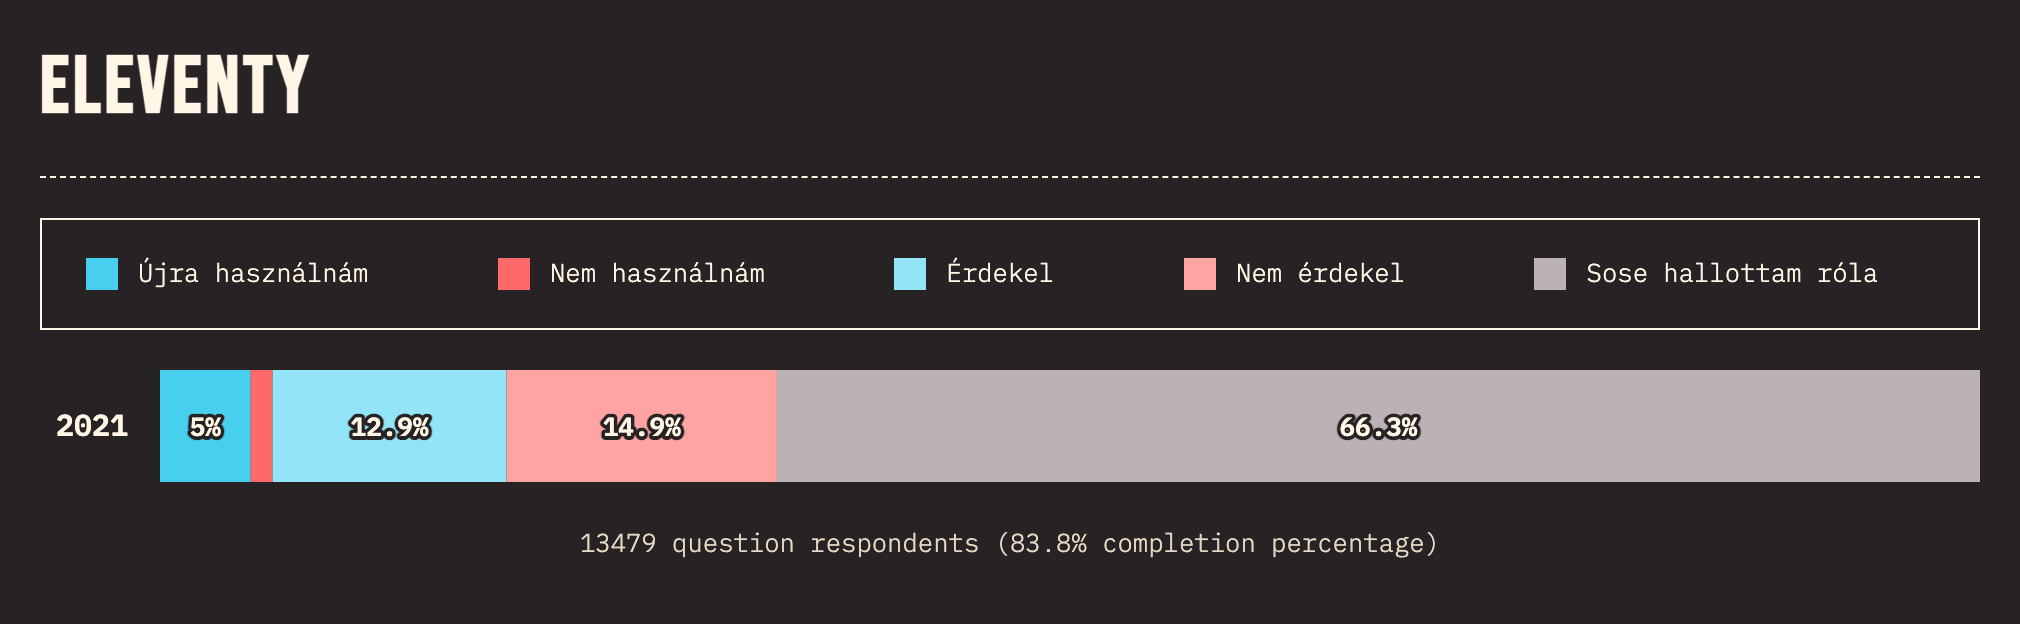 ELEVENTY
Újra használnám Nem használnám Érdekel Nem érdekel Sose hallottam róla
2021 5% 12.9% 14.9% 66.3%
13479 question respondents (83.8% completion percentage)